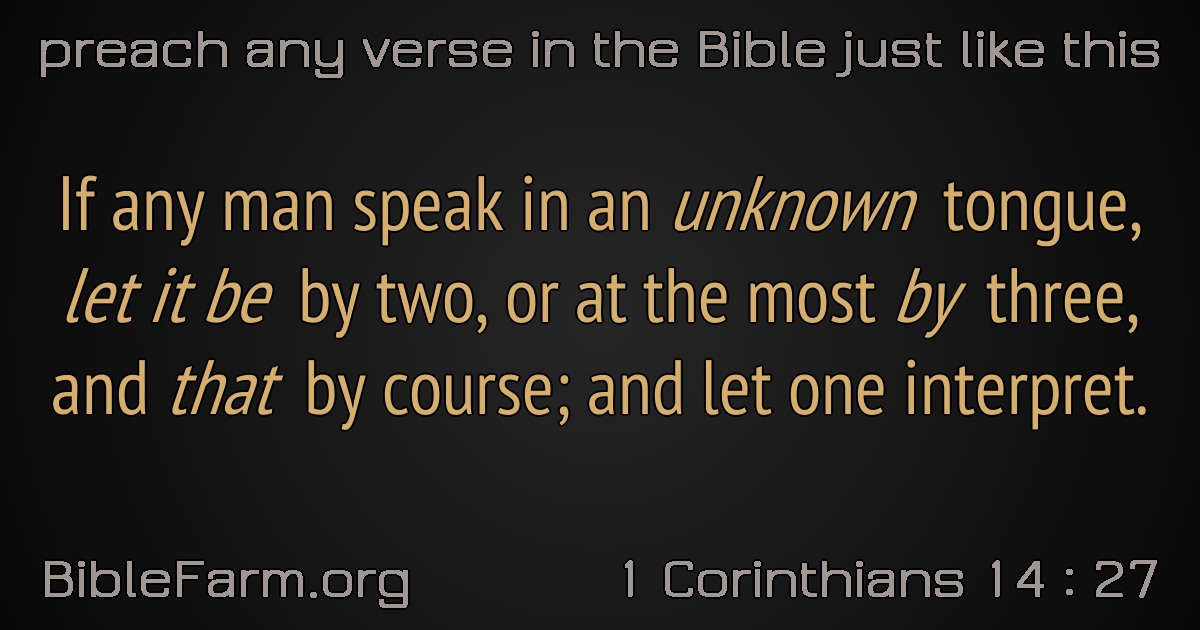 preach any verse in the Bible just like this
If any man speak in an unknown tongue,
let it be by two, or at the most by three,
and that by course; and let one interpret.
BibleFarm.org
1 Corinthians 14 : 27